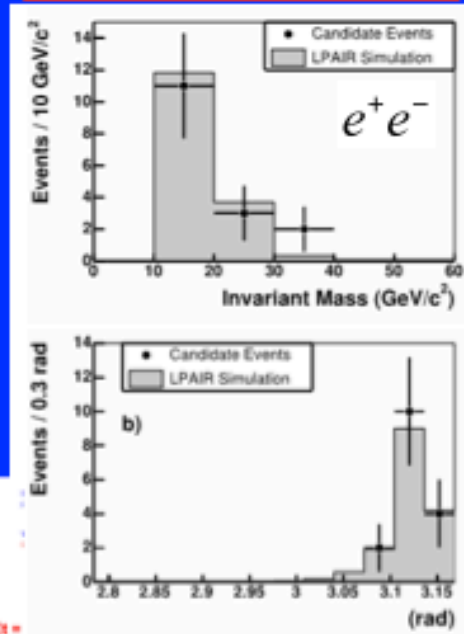 14
12
10
8
6
4
2
0
Events / 10 GeV/c²
Candidate Events
LPAIR Simulation
e⁺e⁻
0 10 20 30 40 50 60
Invariant Mass (GeV/c²)
14
12
10
8
6
4
2
0
Events / 0.3 rad
Candidate Events
LPAIR Simulation
b)
2.8 2.85 2.9 2.95 3 3.05 3.1 3.15
(rad)